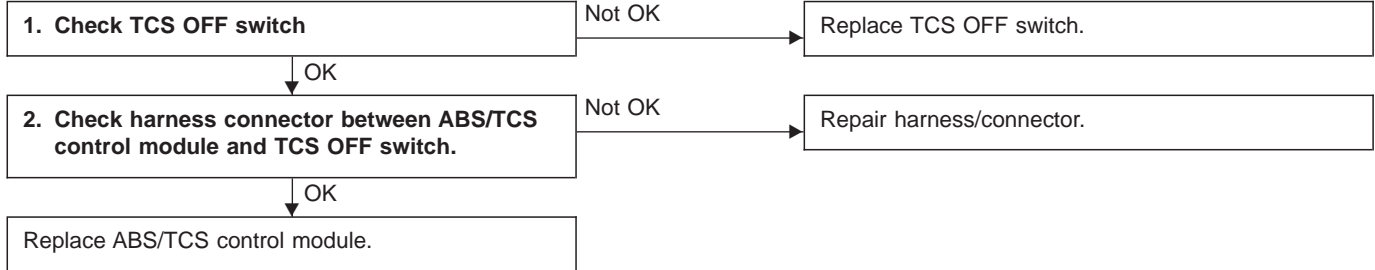 1. Check TCS OFF switch
Not OK
Replace TCS OFF switch.
OK
2. Check harness connector between ABS/TCS
control module and TCS OFF switch.
Not OK
Repair harness/connector.
OK
Replace ABS/TCS control module.